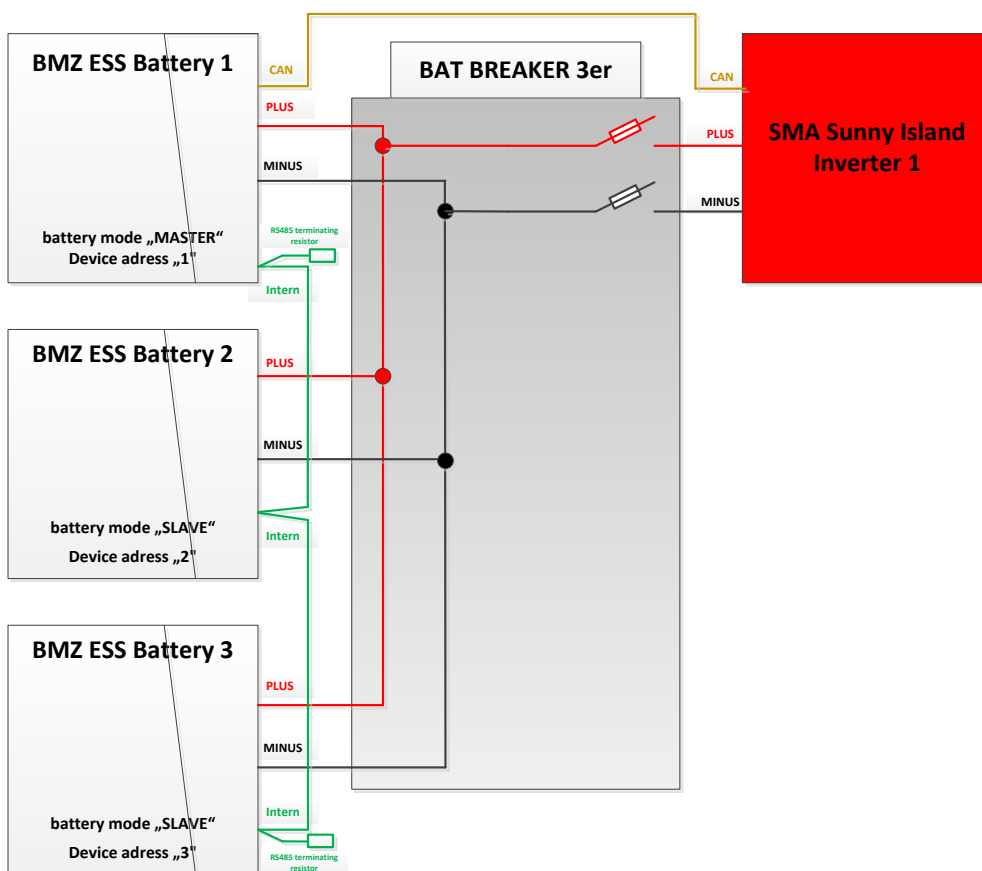 BMZ ESS Battery 1
CAN
PLUS
MINUS
battery mode „MASTER“
Device adress „1"
RS485 terminating
resistor
Intern
BAT BREAKER 3er
CAN
PLUS
MINUS
SMA Sunny Island
Inverter 1
BMZ ESS Battery 2
PLUS
MINUS
battery mode „SLAVE“
Device adress „2"
Intern
BMZ ESS Battery 3
PLUS
MINUS
battery mode „SLAVE“
Device adress „3"
Intern
RS485 terminating
resistor